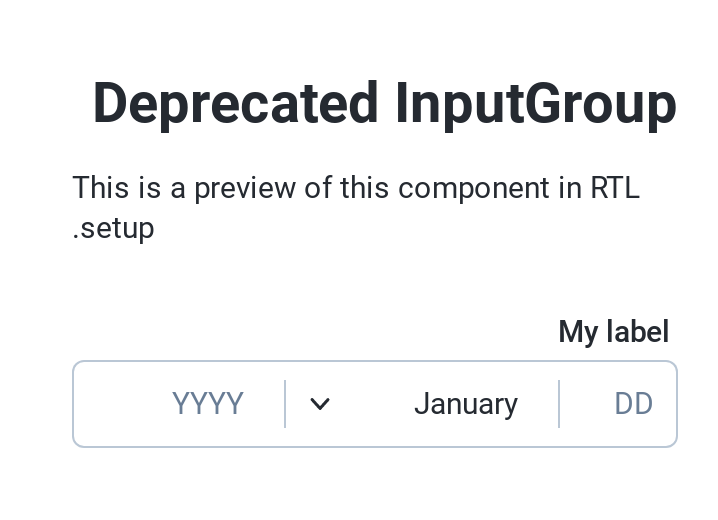 Deprecated InputGroup
This is a preview of this component in RTL
.setup
My label
DD January YYYY